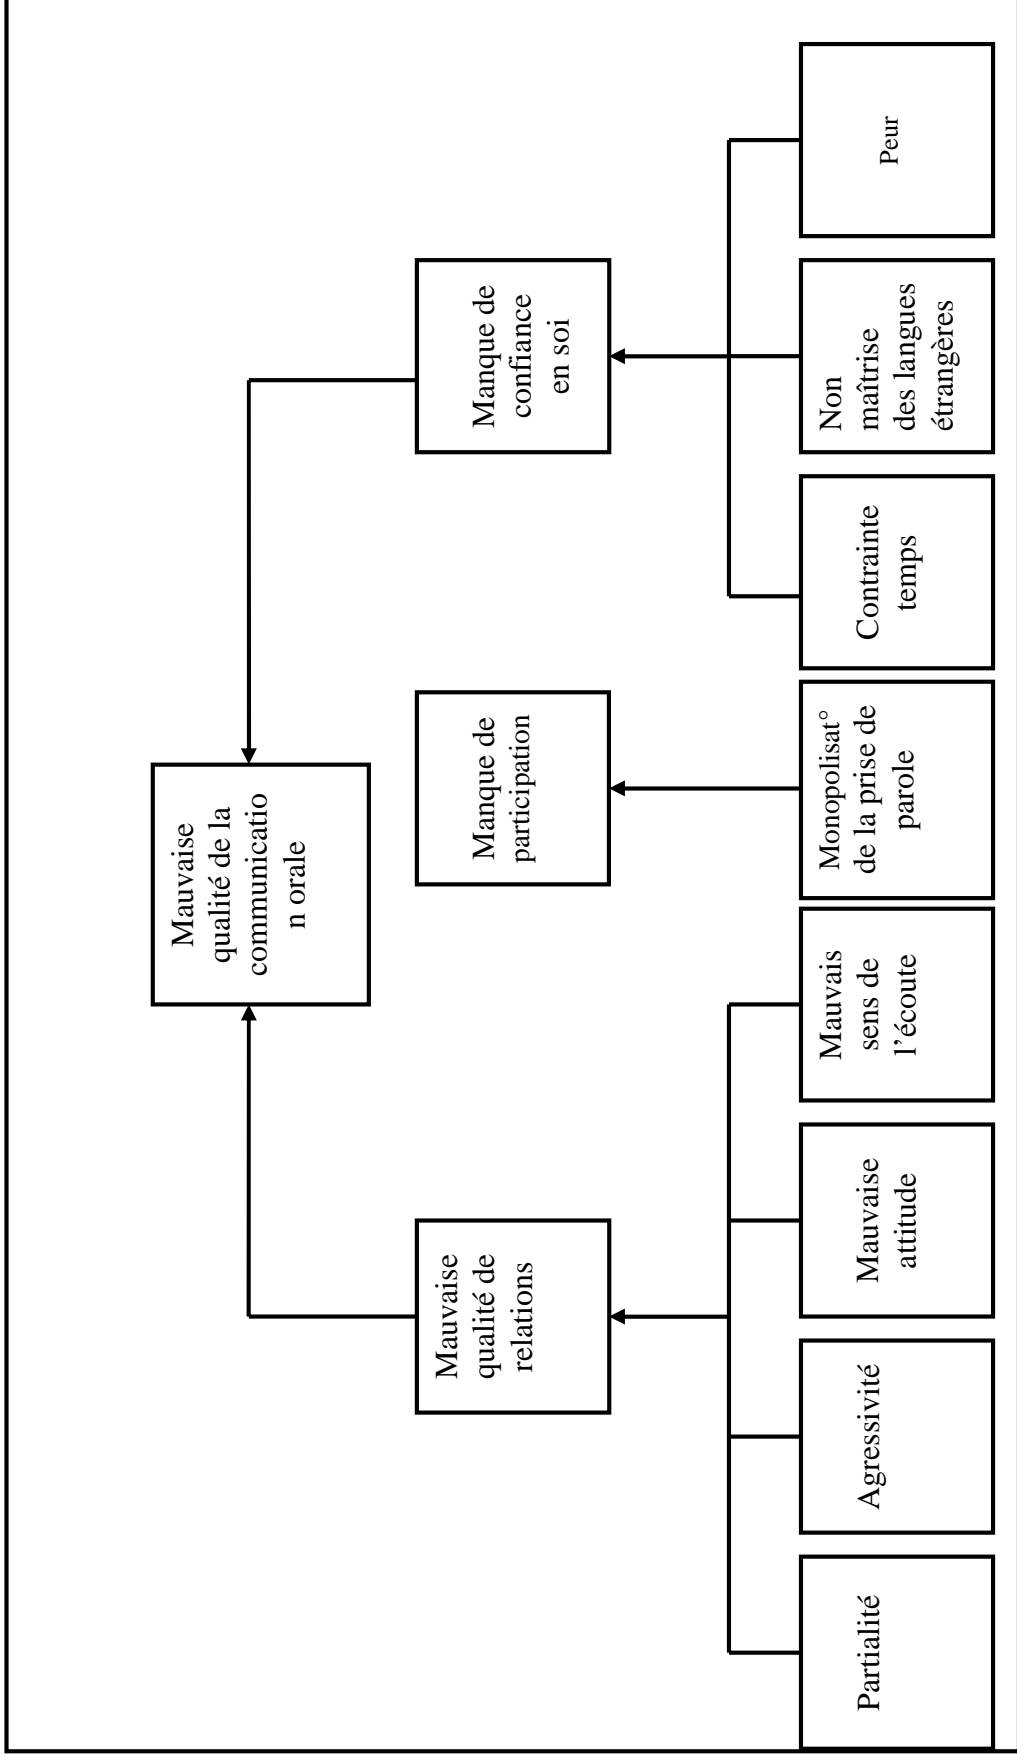 Mauvaise
qualité de la
communicatio
n orale
Mauvaise
qualité de
relations
Manque de
participation
Manque de
confiance
en soi
Partialité
Agressivité
Mauvaise
attitude
Mauvais
sens de
l’écoute
Monopolisat°
de la prise de
parole
Contrainte
temps
Non
maîtrise
des langues
étrangères
Peur